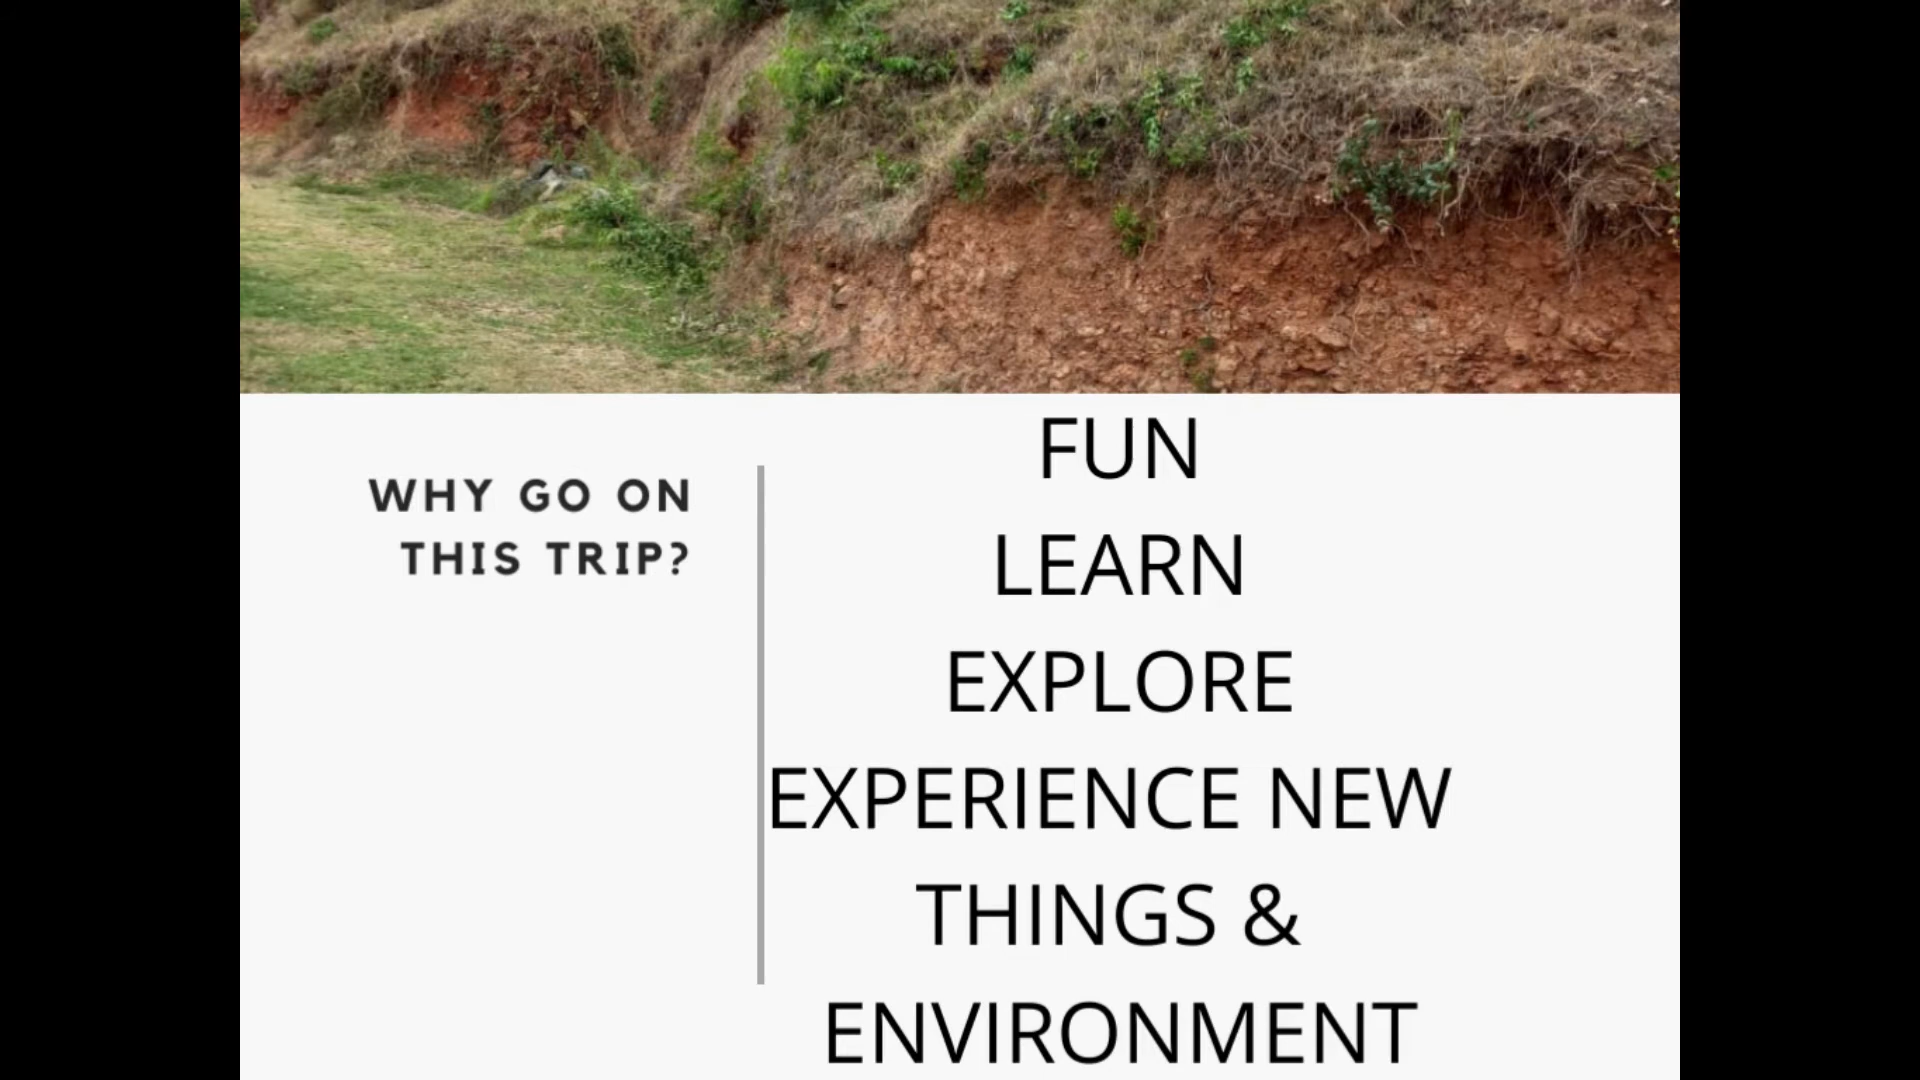 WHY GO ON
THIS TRIP?
FUN
LEARN
EXPLORE
EXPERIENCE NEW
THINGS &
ENVIRONMENT